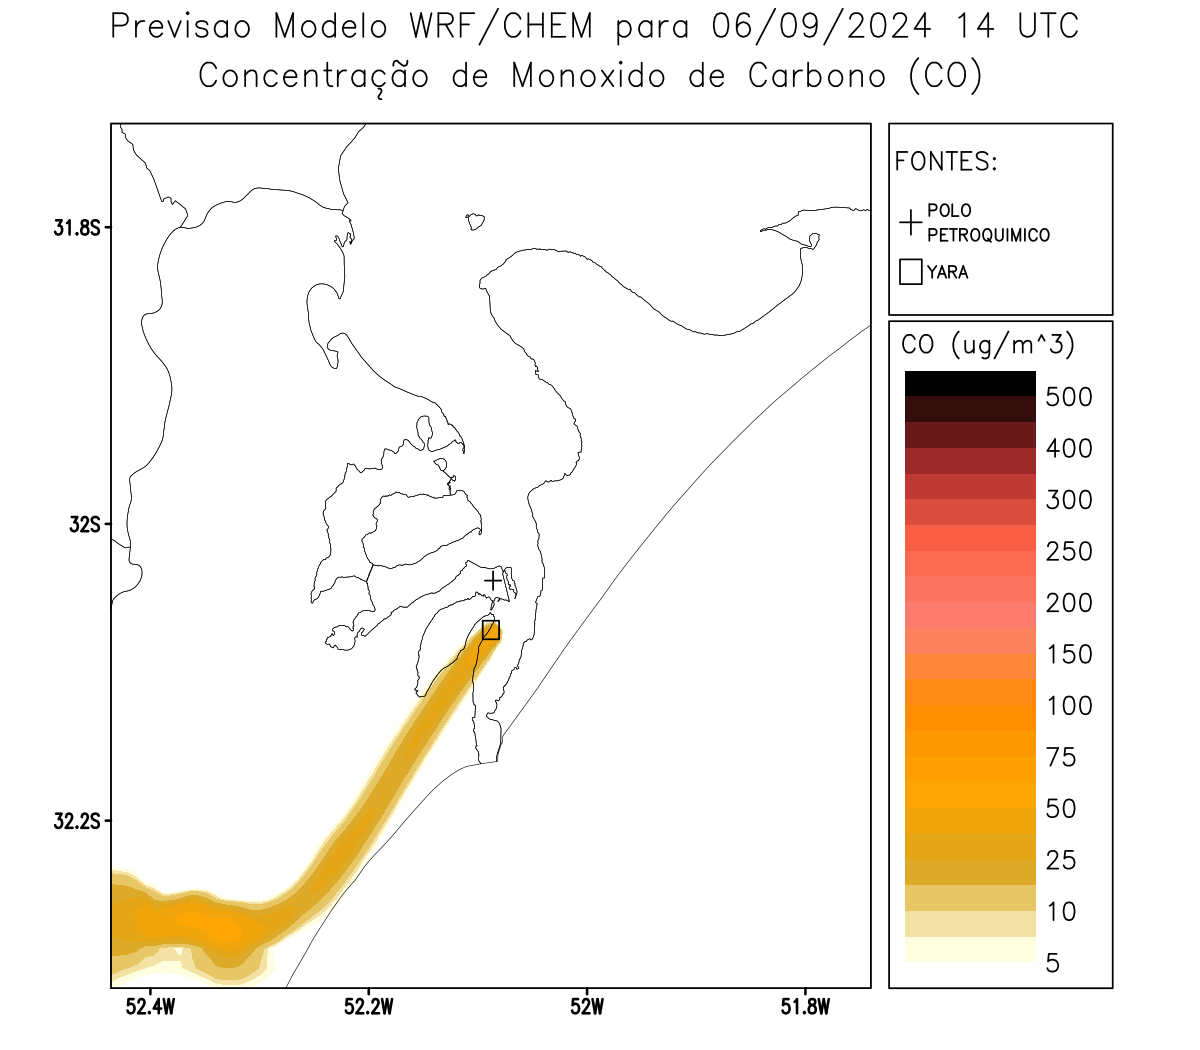 Previsao Modelo WRF/CHEM para 06/09/2024 14 UTC
Concentração de Monoxido de Carbono (CO)
FONTES:
POLO
PETROQUIMICO
YARA
CO (ug/m^3)
500
400
300
250
200
150
100
75
50
25
10
5
31.8S
32S
32.2S
52.4W
52.2W
52W
51.8W